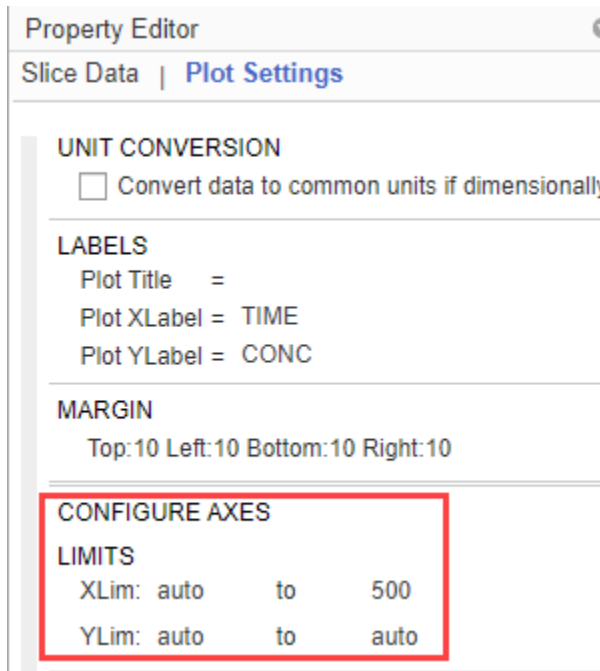 Property Editor
Slice Data | Plot Settings
UNIT CONVERSION
Convert data to common units if dimensionally
LABELS
Plot Title =
Plot XLabel = TIME
Plot YLabel = CONC
MARGIN
Top:10 Left:10 Bottom:10 Right:10
CONFIGURE AXES
LIMITS
XLim: auto to 500
YLim: auto to auto